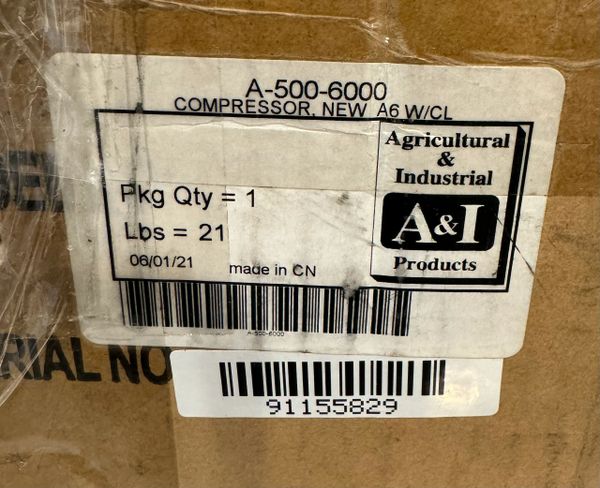 A-500-6000
COMPRESSOR, NEW A6 W/CL
Agricultural
&
Industrial
A&I
Products
Pkg Qty = 1
Lbs = 21
06/01/21 made in CN
A-500-6000
RIAL NO
91155829